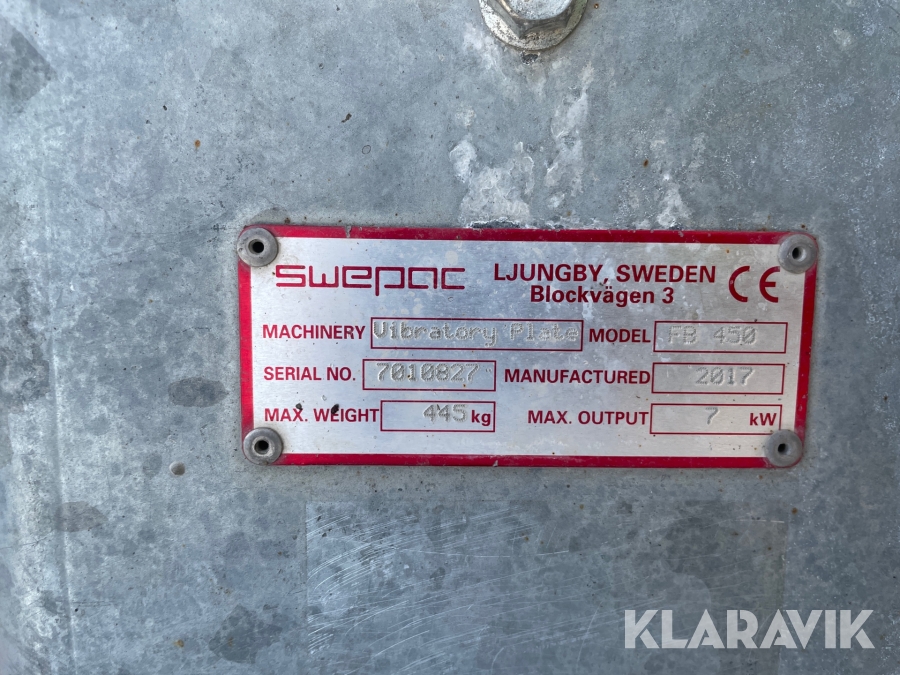 swepac LJUNGBY, SWEDEN CE
Blockvägen 3
MACHINERY Vibratory Plate MODEL FB 450
SERIAL NO. 7010827 MANUFACTURED 2017
MAX. WEIGHT 445 kg MAX. OUTPUT 7 kW
KLARAVIK